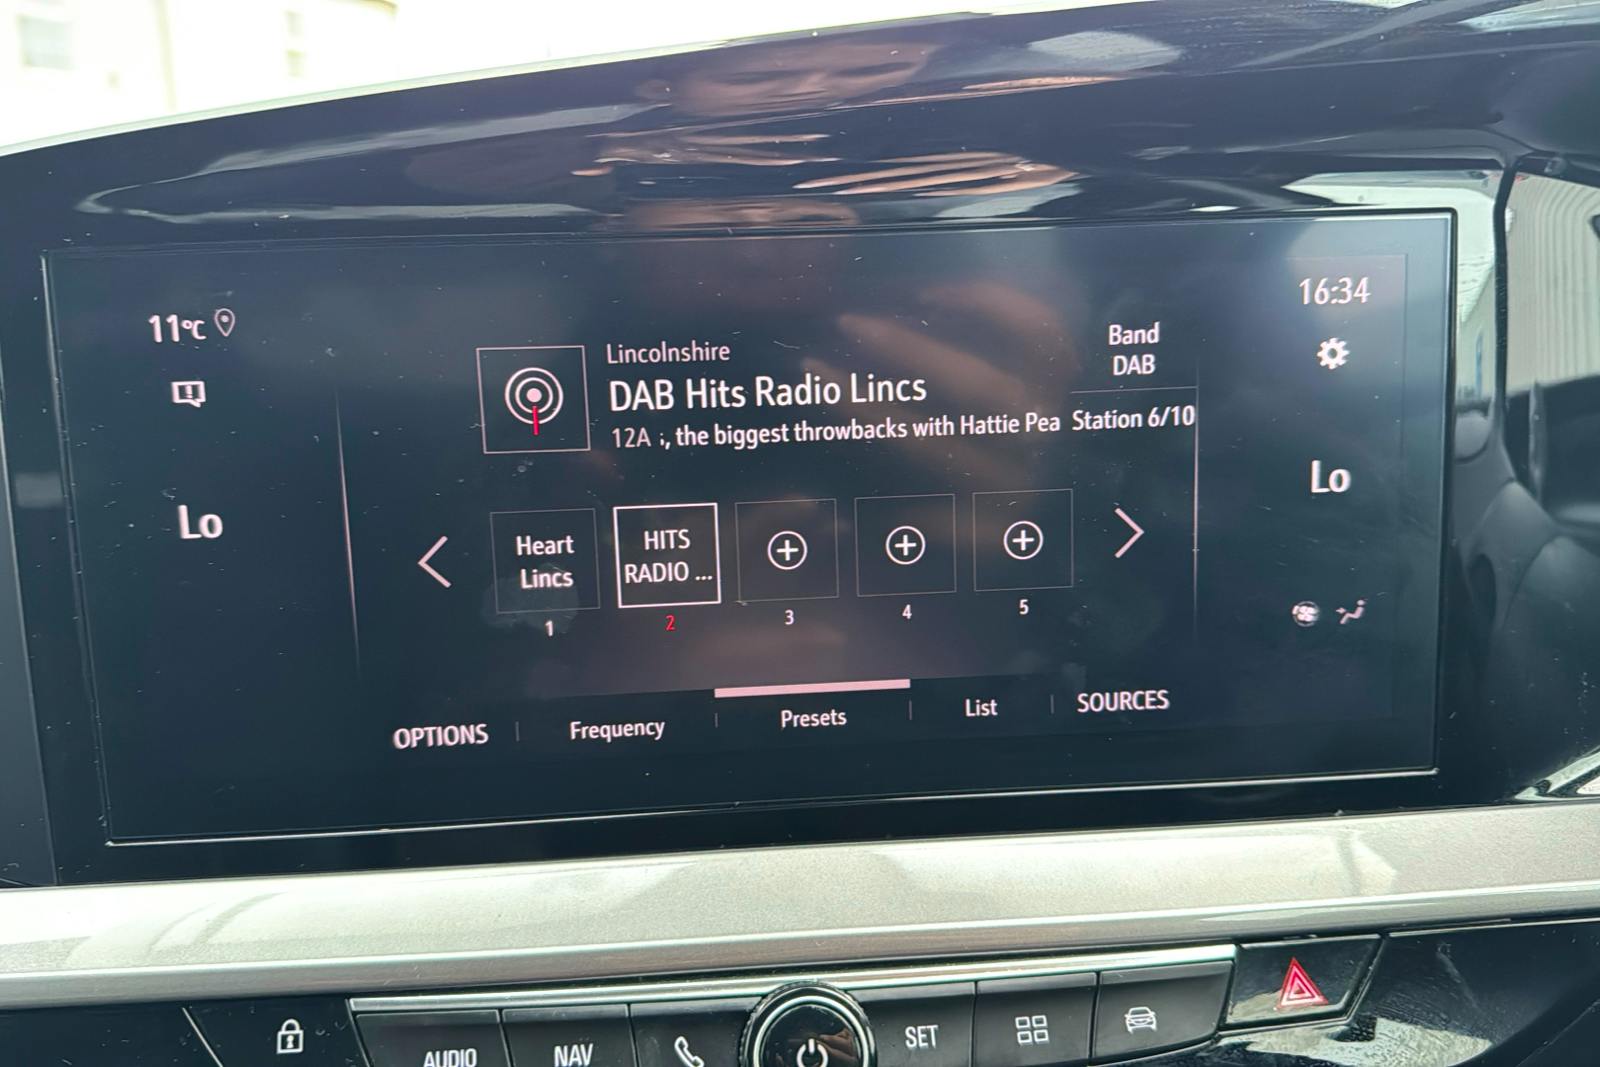 11°C
16:34
Lincolnshire
DAB Hits Radio Lincs
12A :, the biggest throwbacks with Hattie Pea
Band
DAB
Station 6/10
Lo
Lo
Heart
Lincs
HITS
RADIO ...
1
2
3
4
5
OPTIONS
Frequency
Presets
List
SOURCES
AUDIO
NAV
SET